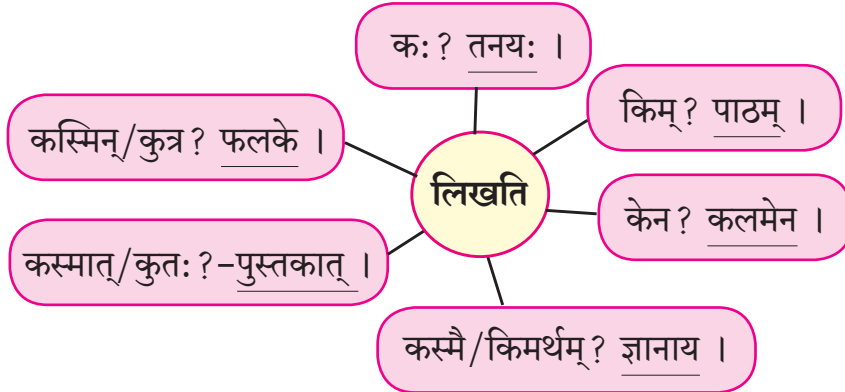 क: ? तनय: ।
किम् ? पाठम् ।
कस्मिन्/कुत्र ? फलके ।
लिखति
केन ? कलमेन ।
कस्मात्/कुत: ?-पुस्तकात् ।
कस्मै/किमर्थम् ? ज्ञानाय ।